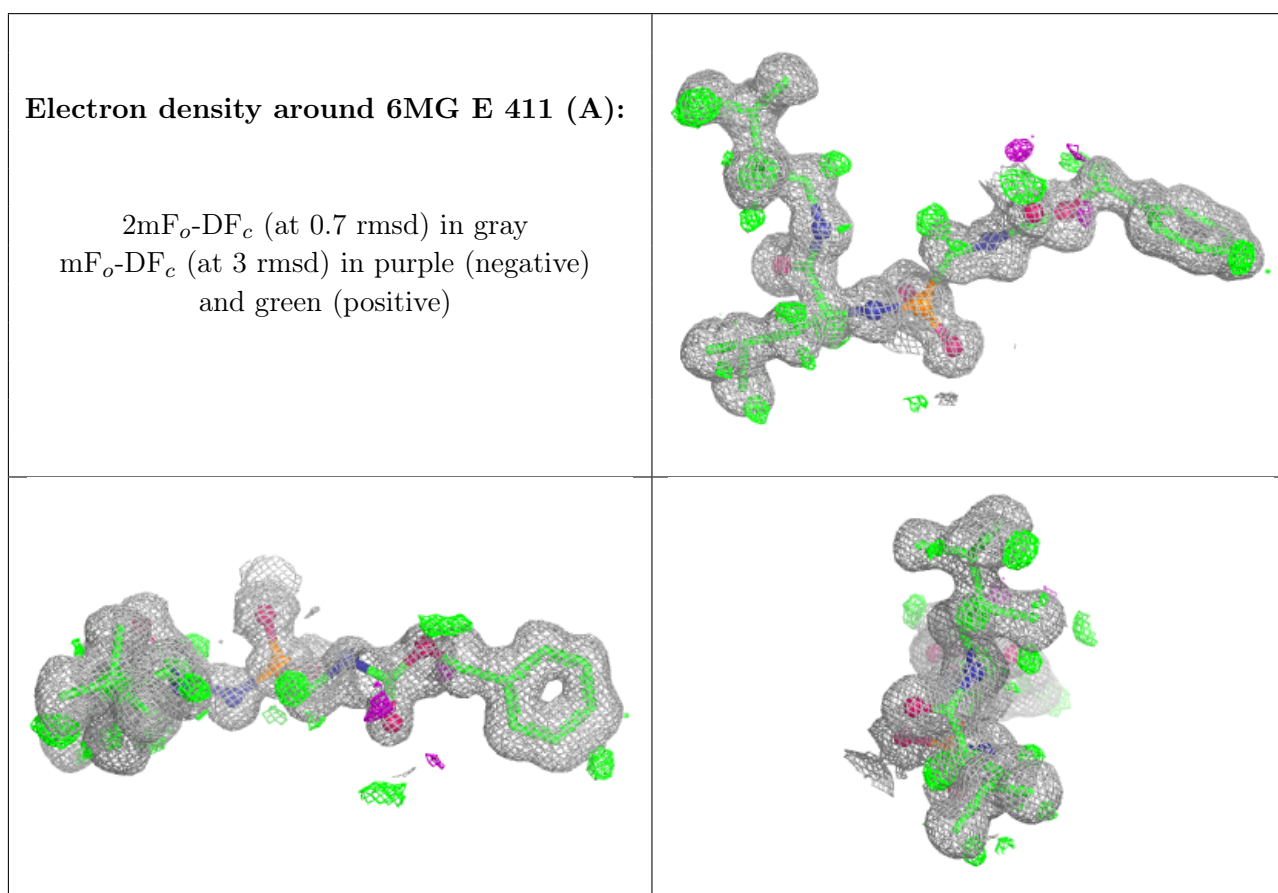 Electron density around 6MG E 411 (A):
2mFo-DFc (at 0.7 rmsd) in gray
mFo-DFc (at 3 rmsd) in purple (negative)
and green (positive)